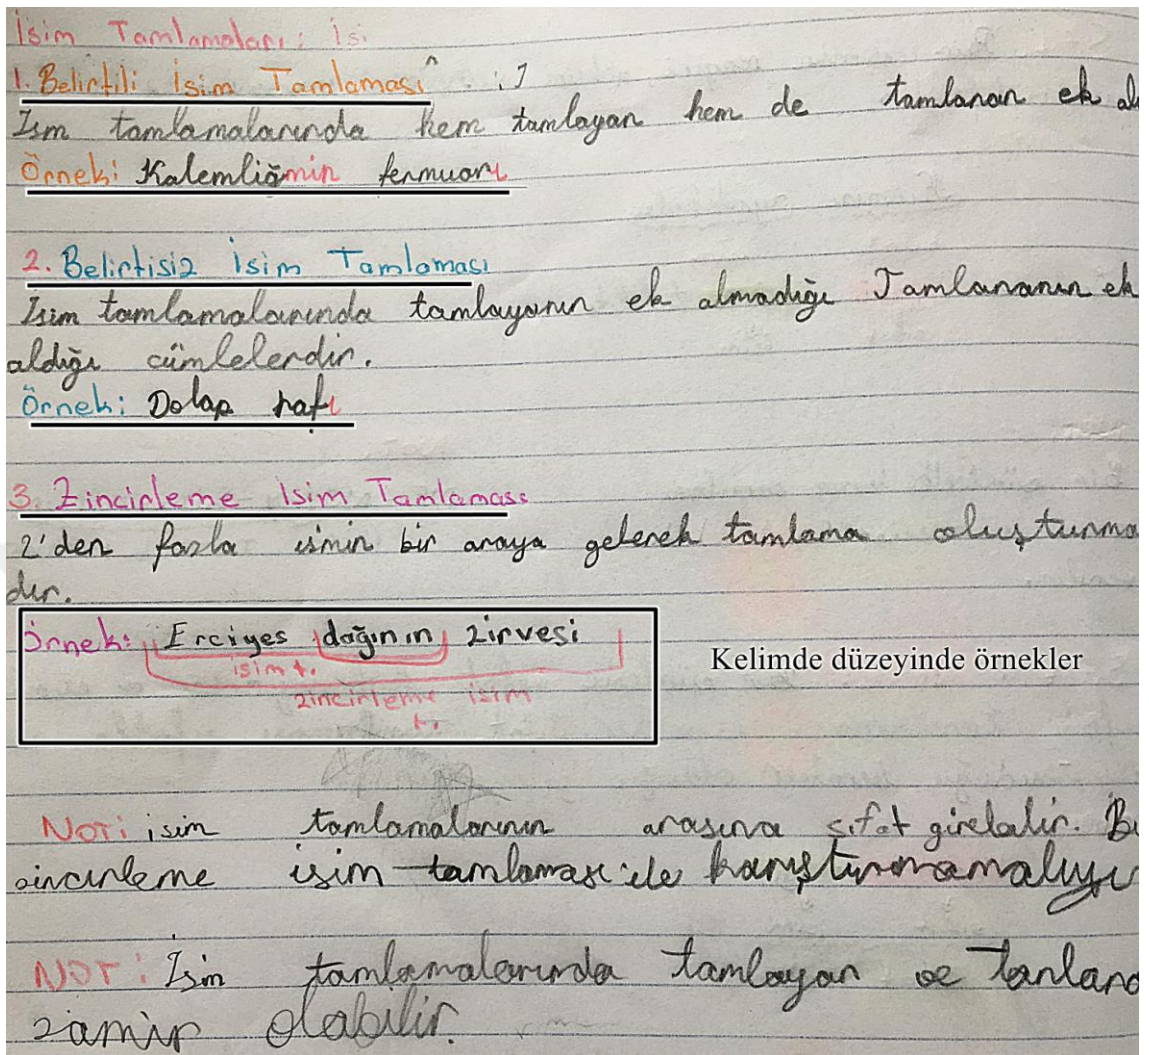 İsim Tamlamaları: İsi
1. Belirtili İsim Tamlaması :
İsim tamlamalarında hem tamlayan hem de tamlanan ek al
Örnek: Kalemliğmin fermuarı
2. Belirtisiz İsim Tamlaması
İsim tamlamalarında tamlayanın ek almadığı Tamlananın ek
aldığı cümlelerdir.
Örnek: Dolap rafı
3. Zincirleme İsim Tamlaması
2'den fazla ismin bir araya gelerek tamlama oluşturma
dır.
Örnek: Erciyes dağının zirvesi
isim t.
zincirleme isim
t.
Kelimde düzeyinde örnekler
NOT: isim tamlamalarının arasına sıfat girebilir. Bu
zincirleme isim tamlaması ile karıştırmamalıyı
NOT: İsim tamlamalarında tamlayan ve tamlana
zamir olabilir.